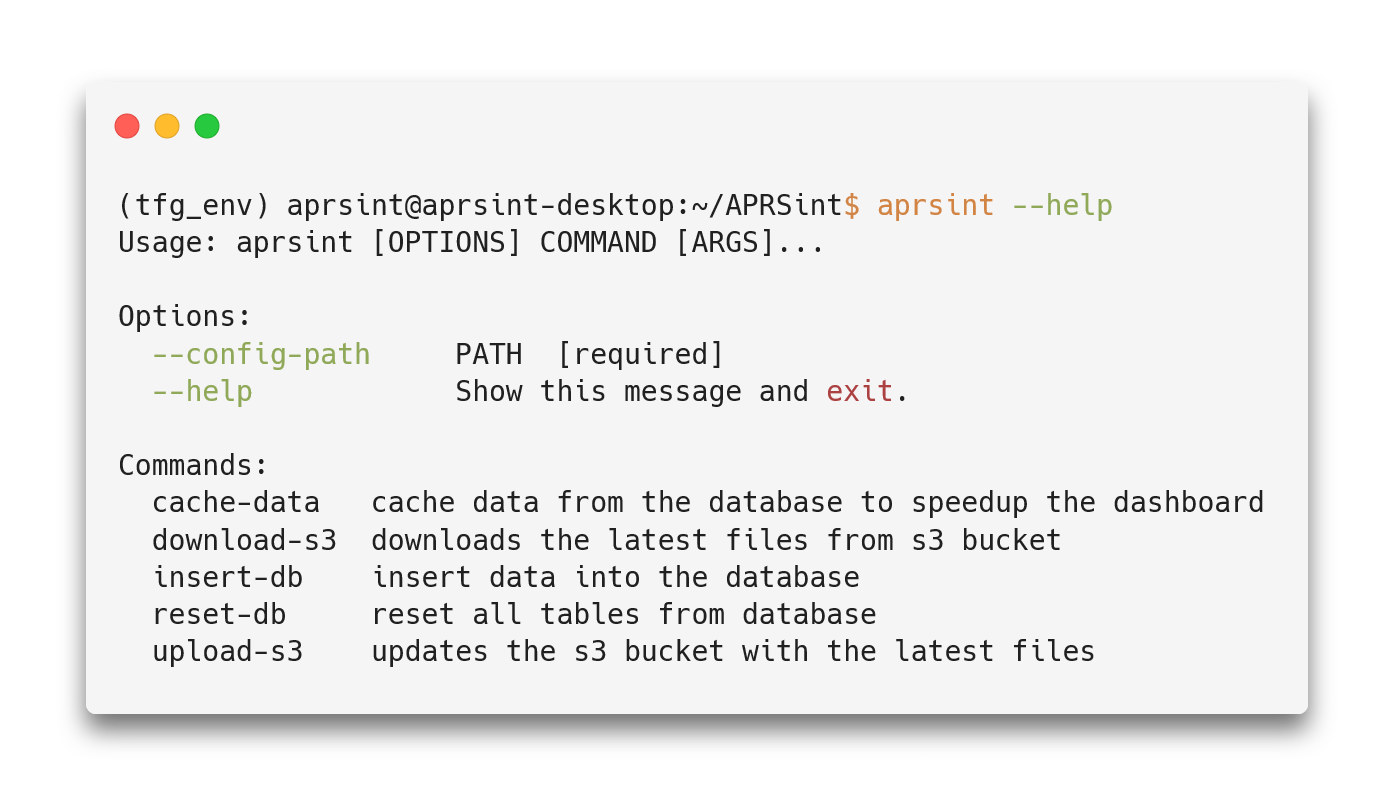 (tfg_env) aprsint@aprsint-desktop:~/APRSint$ aprsint --help
Usage: aprsint [OPTIONS] COMMAND [ARGS]...
Options:
--config-path PATH [required]
--help Show this message and exit.
Commands:
cache-data cache data from the database to speedup the dashboard
download-s3 downloads the latest files from s3 bucket
insert-db insert data into the database
reset-db reset all tables from database
upload-s3 updates the s3 bucket with the latest files